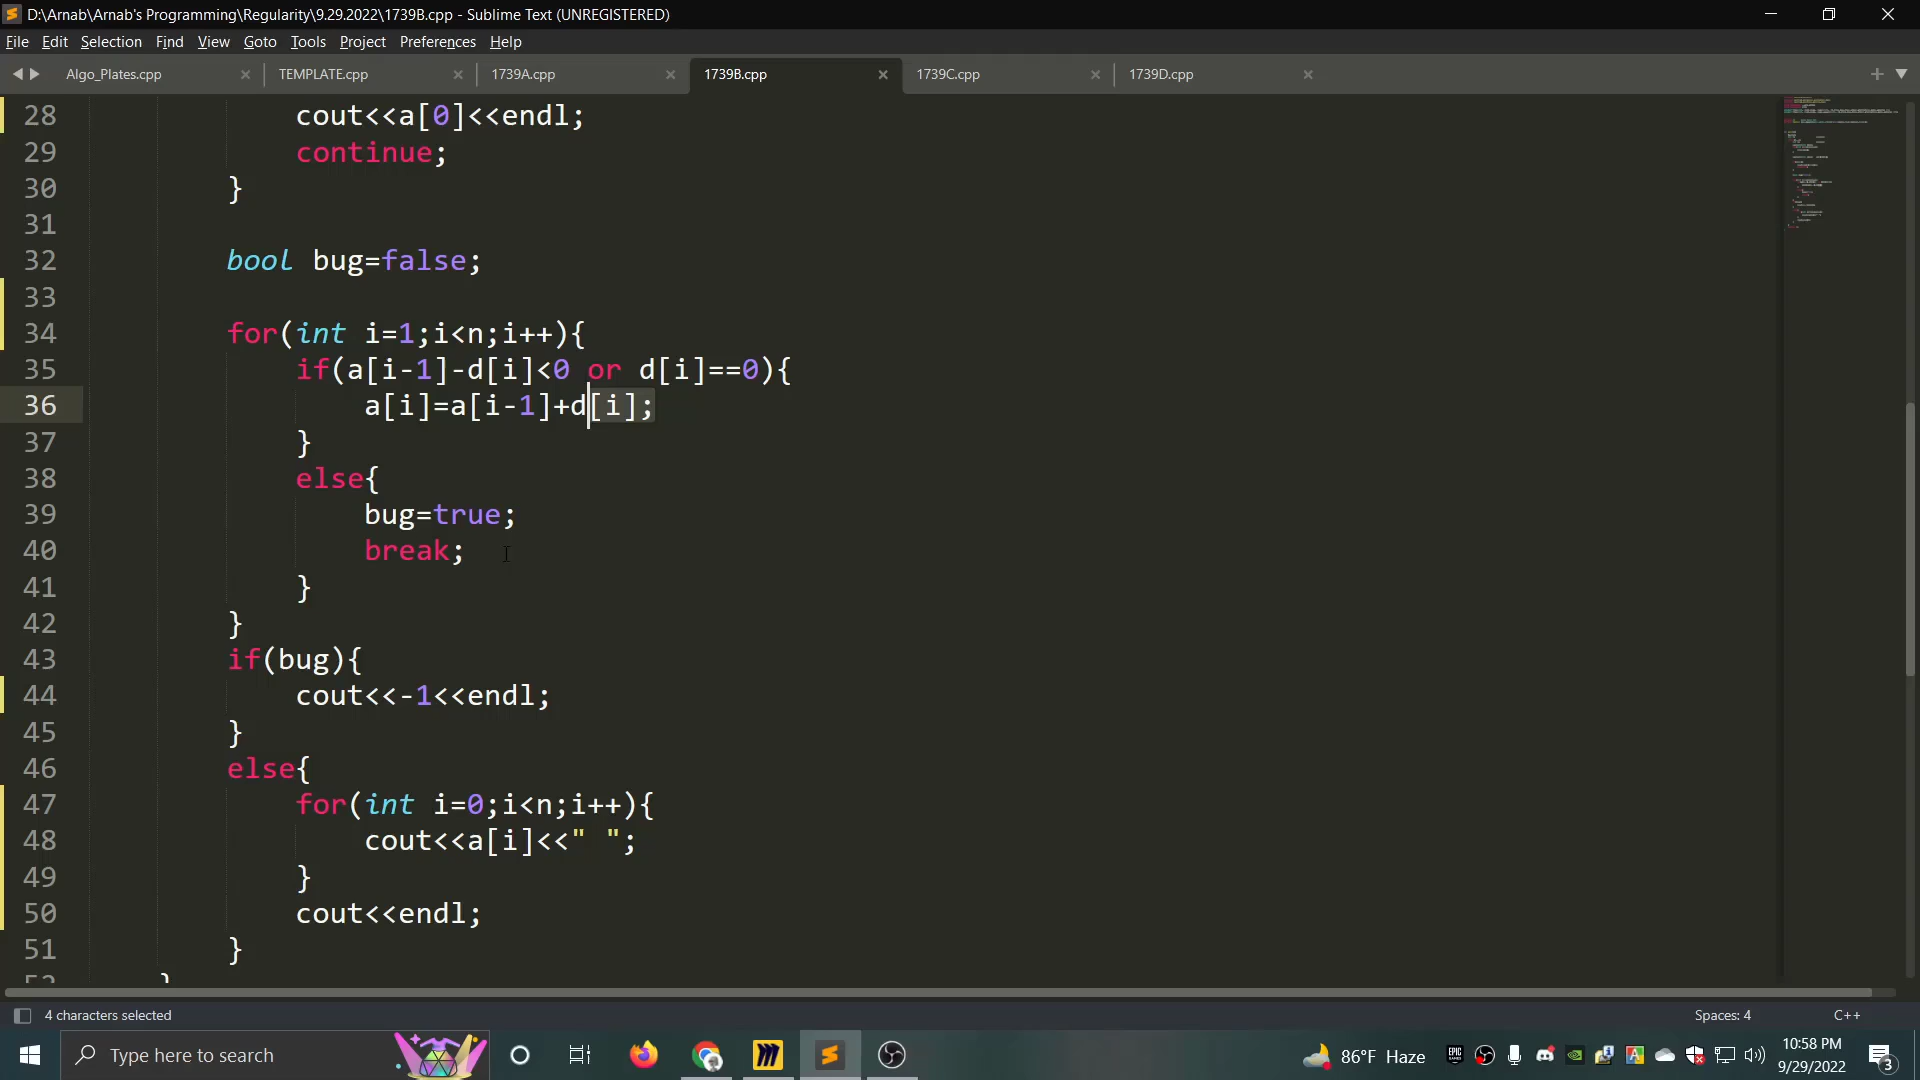 D:\Arnab\Arnab's Programming\Regularity\9.29.2022\1739B.cpp - Sublime Text (UNREGISTERED)
File Edit Selection Find View Goto Tools Project Preferences Help
Algo_Plates.cpp TEMPLATE.cpp 1739A.cpp 1739B.cpp 1739C.cpp 1739D.cpp
28 cout<<a[0]<<endl;
29 continue;
30 }
31
32 bool bug=false;
33
34 for(int i=1;i<n;i++){
35 if(a[i-1]-d[i]<0 or d[i]==0){
36 a[i]=a[i-1]+d[i];
37 }
38 else{
39 bug=true;
40 break;
41 }
42 }
43 if(bug){
44 cout<<-1<<endl;
45 }
46 else{
47 for(int i=0;i<n;i++){
48 cout<<a[i]<<" ";
49 }
50 cout<<endl;
51 }
52 }
4 characters selected Spaces: 4 C++
Type here to search 86°F Haze 10:58 PM
9/29/2022 3